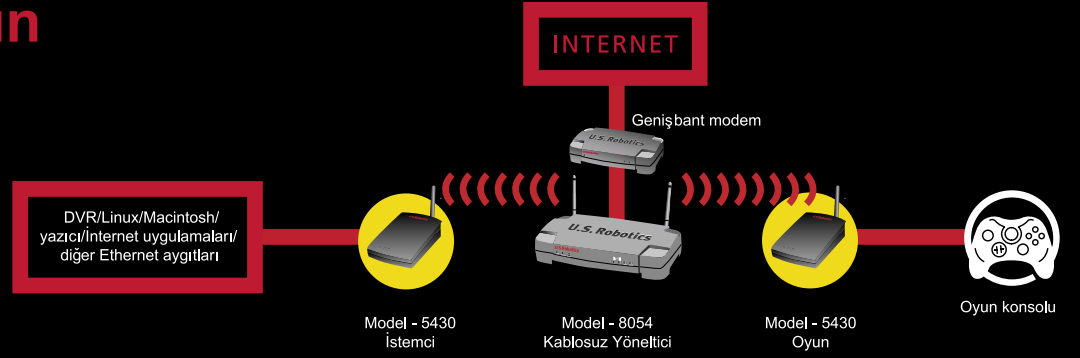 INTERNET
Genişbant modem
U.S. Robotics
U.S. Robotics
DVR/Linux/Macintosh/
yazıcı/İnternet uygulamaları/
diğer Ethernet aygıtları
Oyun konsolu
Model - 5430
İstemci
Model - 8054
Kablosuz Yöneltici
Model - 5430
Oyun